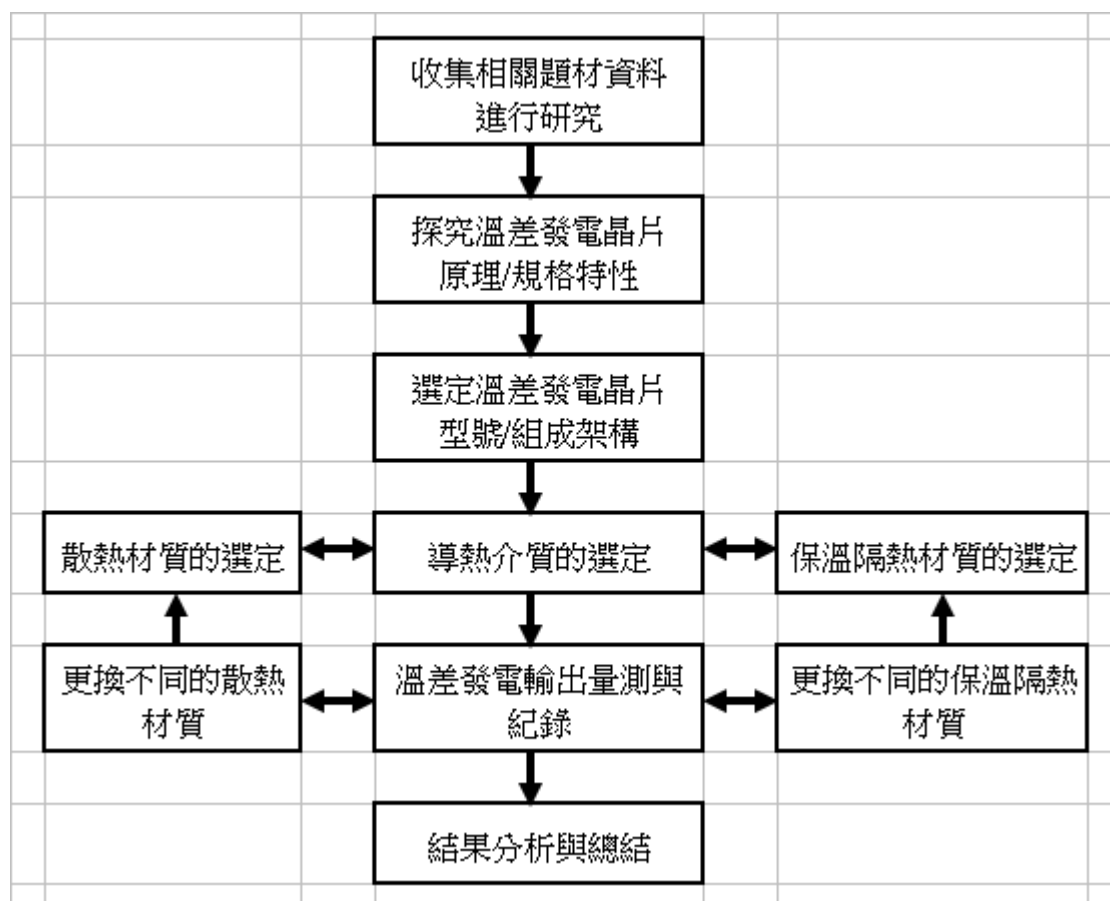 收集相關題材資料
進行研究
探究溫差發電晶片
原理/規格特性
選定溫差發電晶片
型號/組成架構
散熱材質的選定
導熱介質的選定
保溫隔熱材質的選定
更換不同的散熱
材質
溫差發電輸出量測與
紀錄
更換不同的保溫隔熱
材質
結果分析與總結